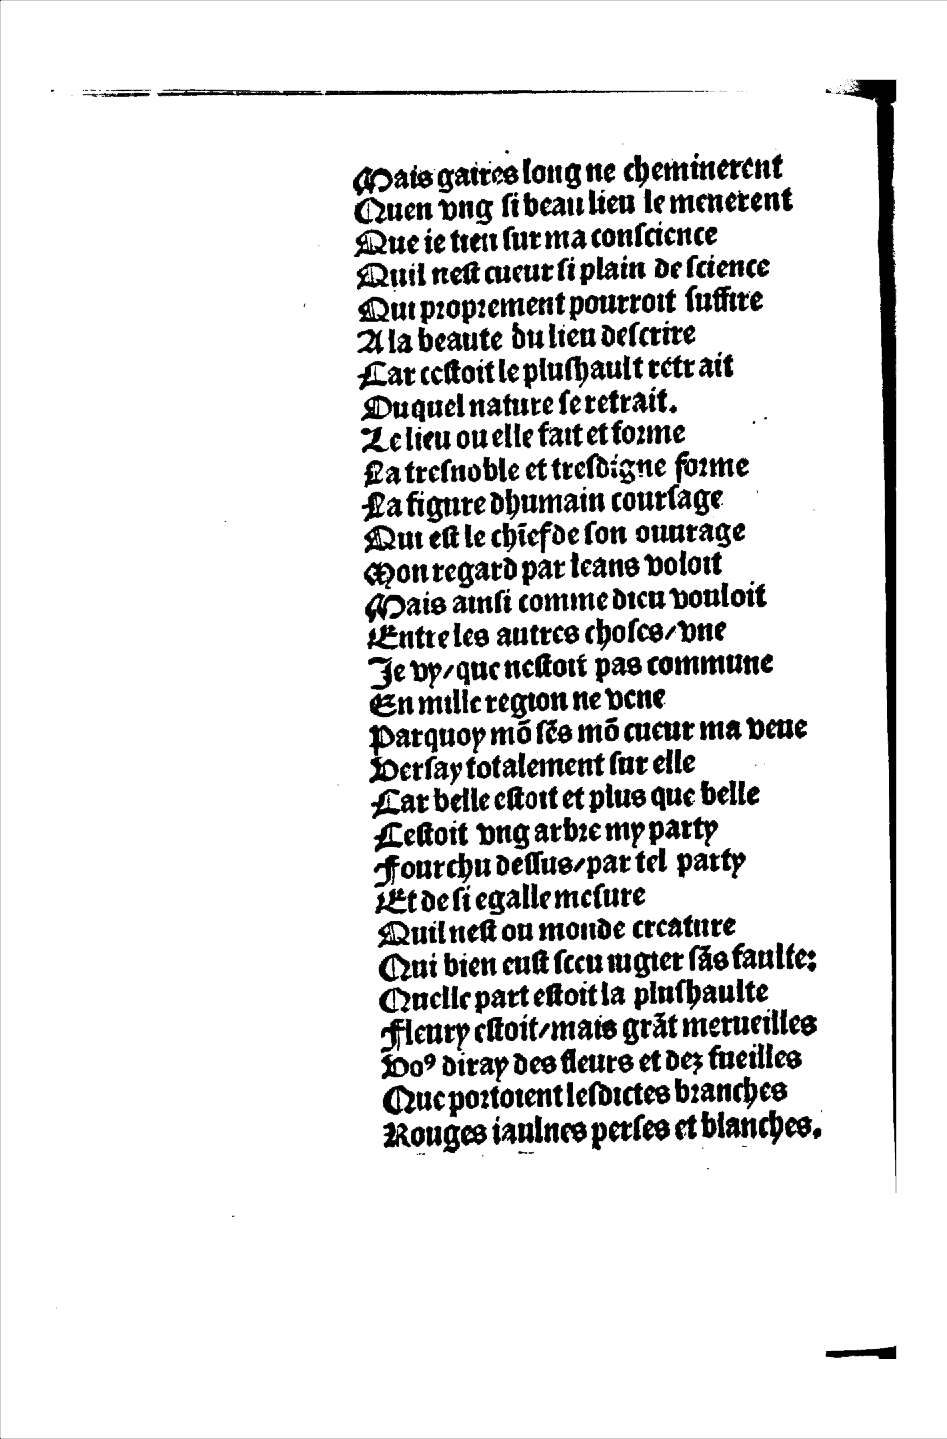 Mais gaires long ne cheminerent
Quen vng ſi beau lieu le menerent
Que ie tien ſur ma conſcience
Quil neſt cueur ſi plain de ſcience
Qui proprement pourroit ſuffire
A la beaute du lieu deſcrire
Car ceſtoit le pluſhault retrait
Duquel nature ſe retrait.
Le lieu ou elle fait et forme
La treſnoble et treſdigne forme
La figure dhumain courſage
Qui eſt le chief de ſon ouurage
Mon regard par leans voloit
Mais ainſi comme dieu vouloit
Entre les autres choſes/vne
Je vy/que neſtoit pas commune
En mille region ne vene
Parquoy mõ ſẽs mõ cueur ma veue
Verſay totalement ſur elle
Car belle eſtoit et plus que belle
Ceſtoit vng arbre my party
Fourchu deſſus/par tel party
Et de ſi egalle meſure
Quil neſt ou monde creature
Qui bien euſt ſceu iugier ſãs faulte:
Quelle part eſtoit la pluſhaulte
Fleury eſtoit/mais grãt merueilles
Voꝰ diray des fleurs et dez fueilles
Que portoient leſdictes branches
Rouges iaulnes perſes et blanches.